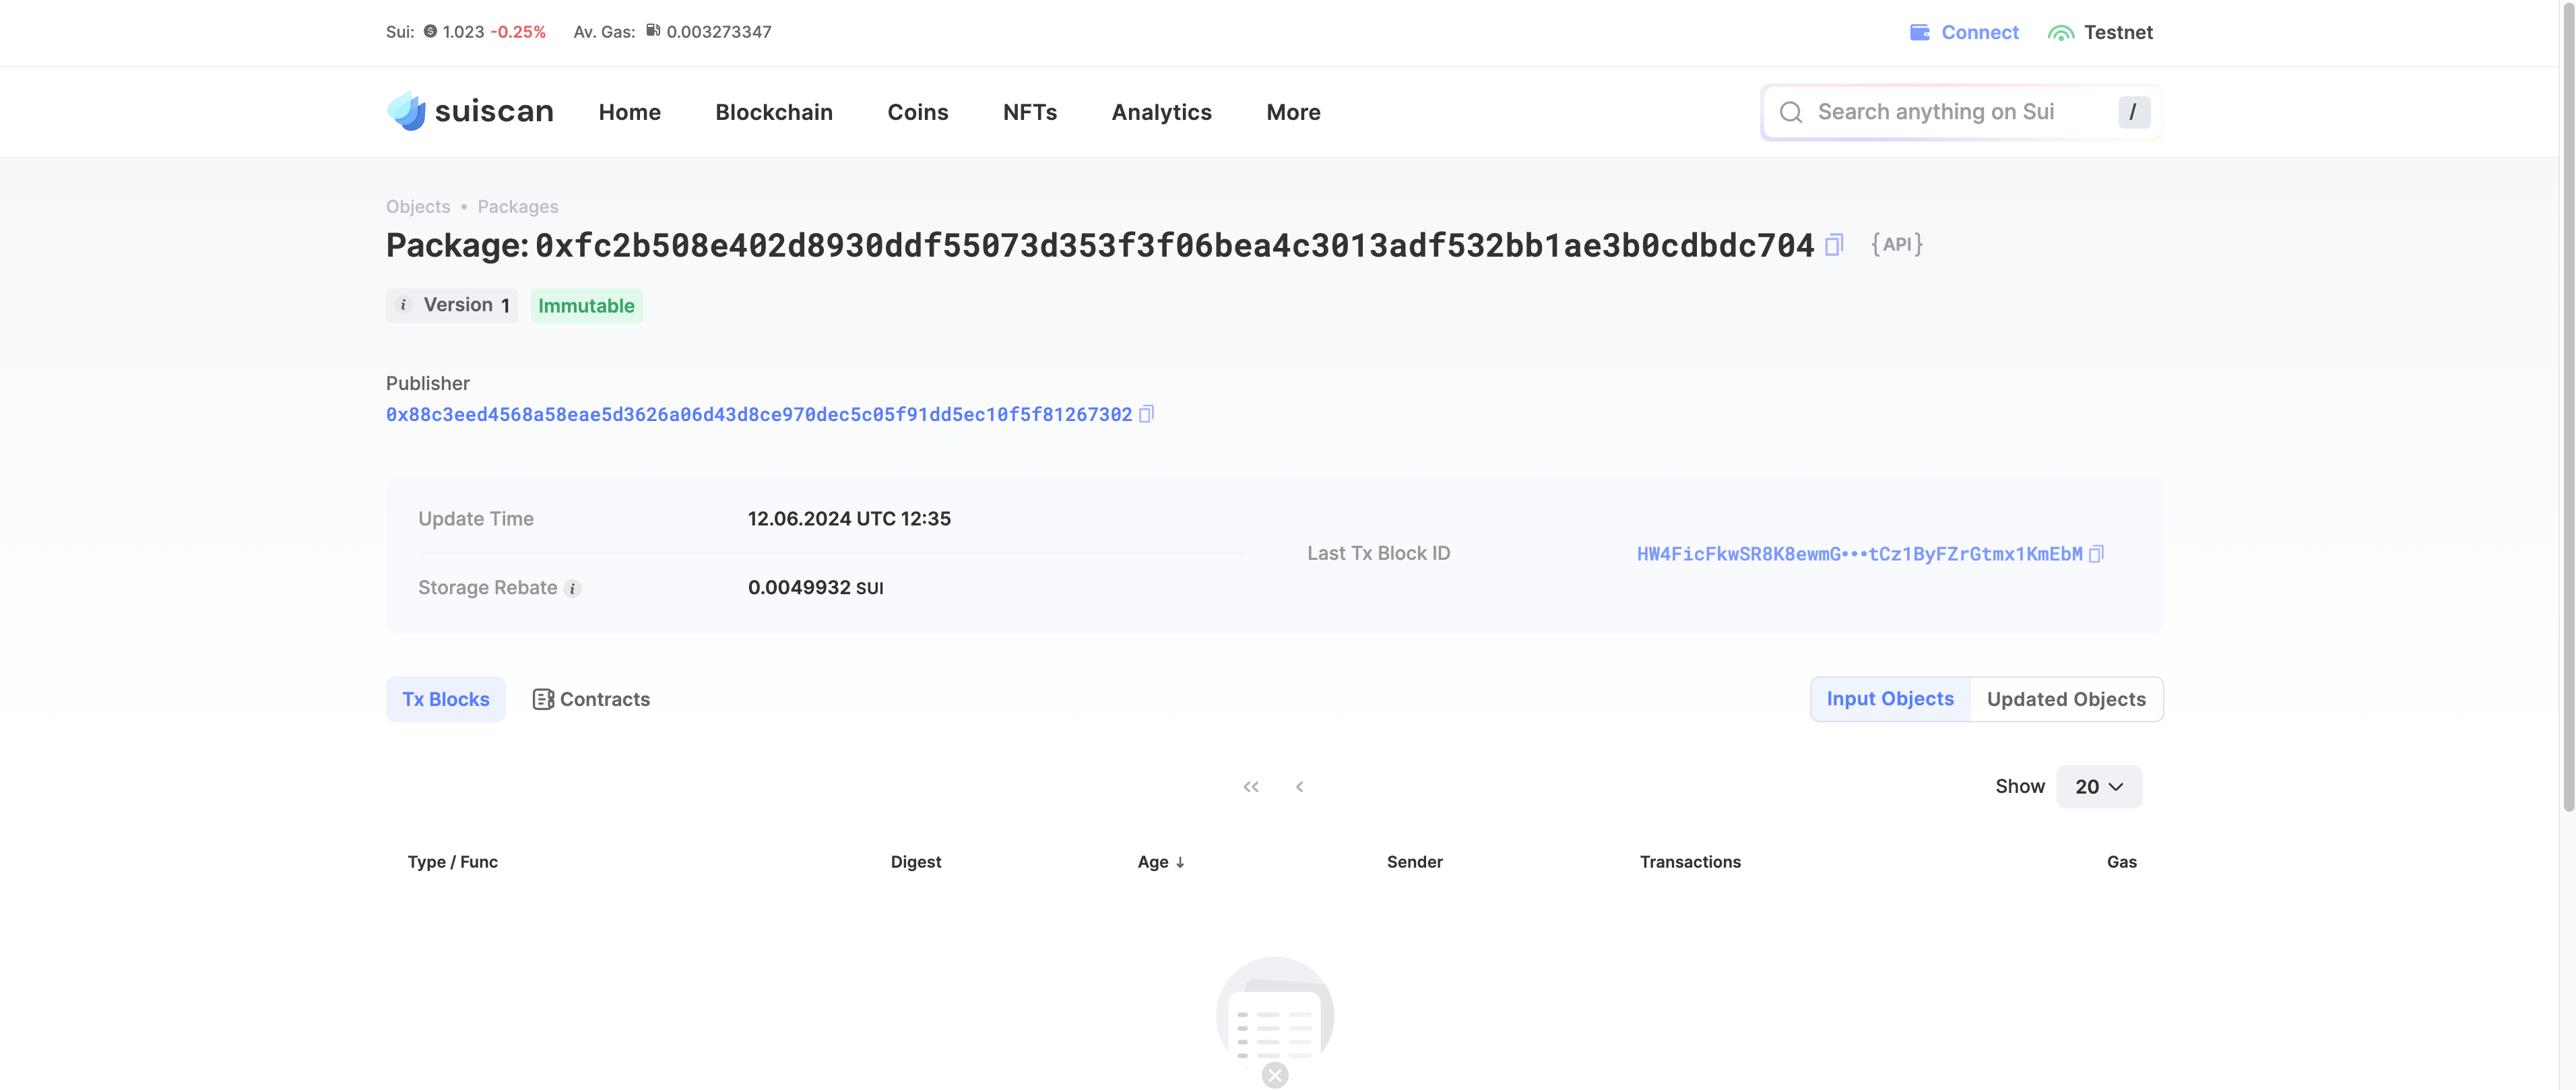 Sui: 1.023 -0.25% Av. Gas: 0.003273347 Connect Testnet
suiscan Home Blockchain Coins NFTs Analytics More Search anything on Sui /
Objects • Packages
Package: 0xfc2b508e402d8930ddf55073d353f3f06bea4c3013adf532bb1ae3b0cdbdc704 {API}
i Version 1 Immutable
Publisher
0x88c3eed4568a58eae5d3626a06d43d8ce970dec5c05f91dd5ec10f5f81267302
Update Time 12.06.2024 UTC 12:35
Last Tx Block ID HW4FicFkwSR8K8ewmG•••tCz1ByFZrGtmx1KmEbM
Storage Rebate i 0.0049932 SUI
Tx Blocks Contracts Input Objects Updated Objects
Show 20
Type / Func Digest Age ↓ Sender Transactions Gas